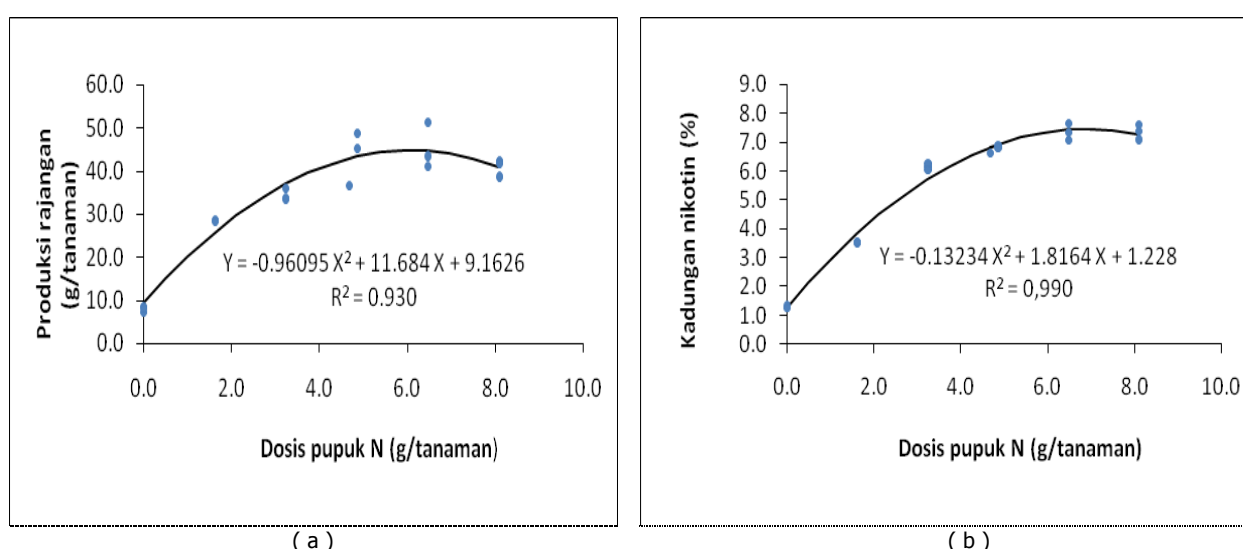 60.0
50.0
40.0
30.0
20.0
10.0
0.0
Produksi rajangan
(g/tanaman)
Y = -0.96095 X² + 11.684 X + 9.1626
R² = 0.930
0.0 2.0 4.0 6.0 8.0 10.0
Dosis pupuk N (g/tanaman)
( a )
9.0
8.0
7.0
6.0
5.0
4.0
3.0
2.0
1.0
0.0
Kadungan nikotin (%)
Y = -0.13234 X² + 1.8164 X + 1.228
R² = 0,990
0.0 2.0 4.0 6.0 8.0 10.0
Dosis pupuk N (g/tanaman)
( b )